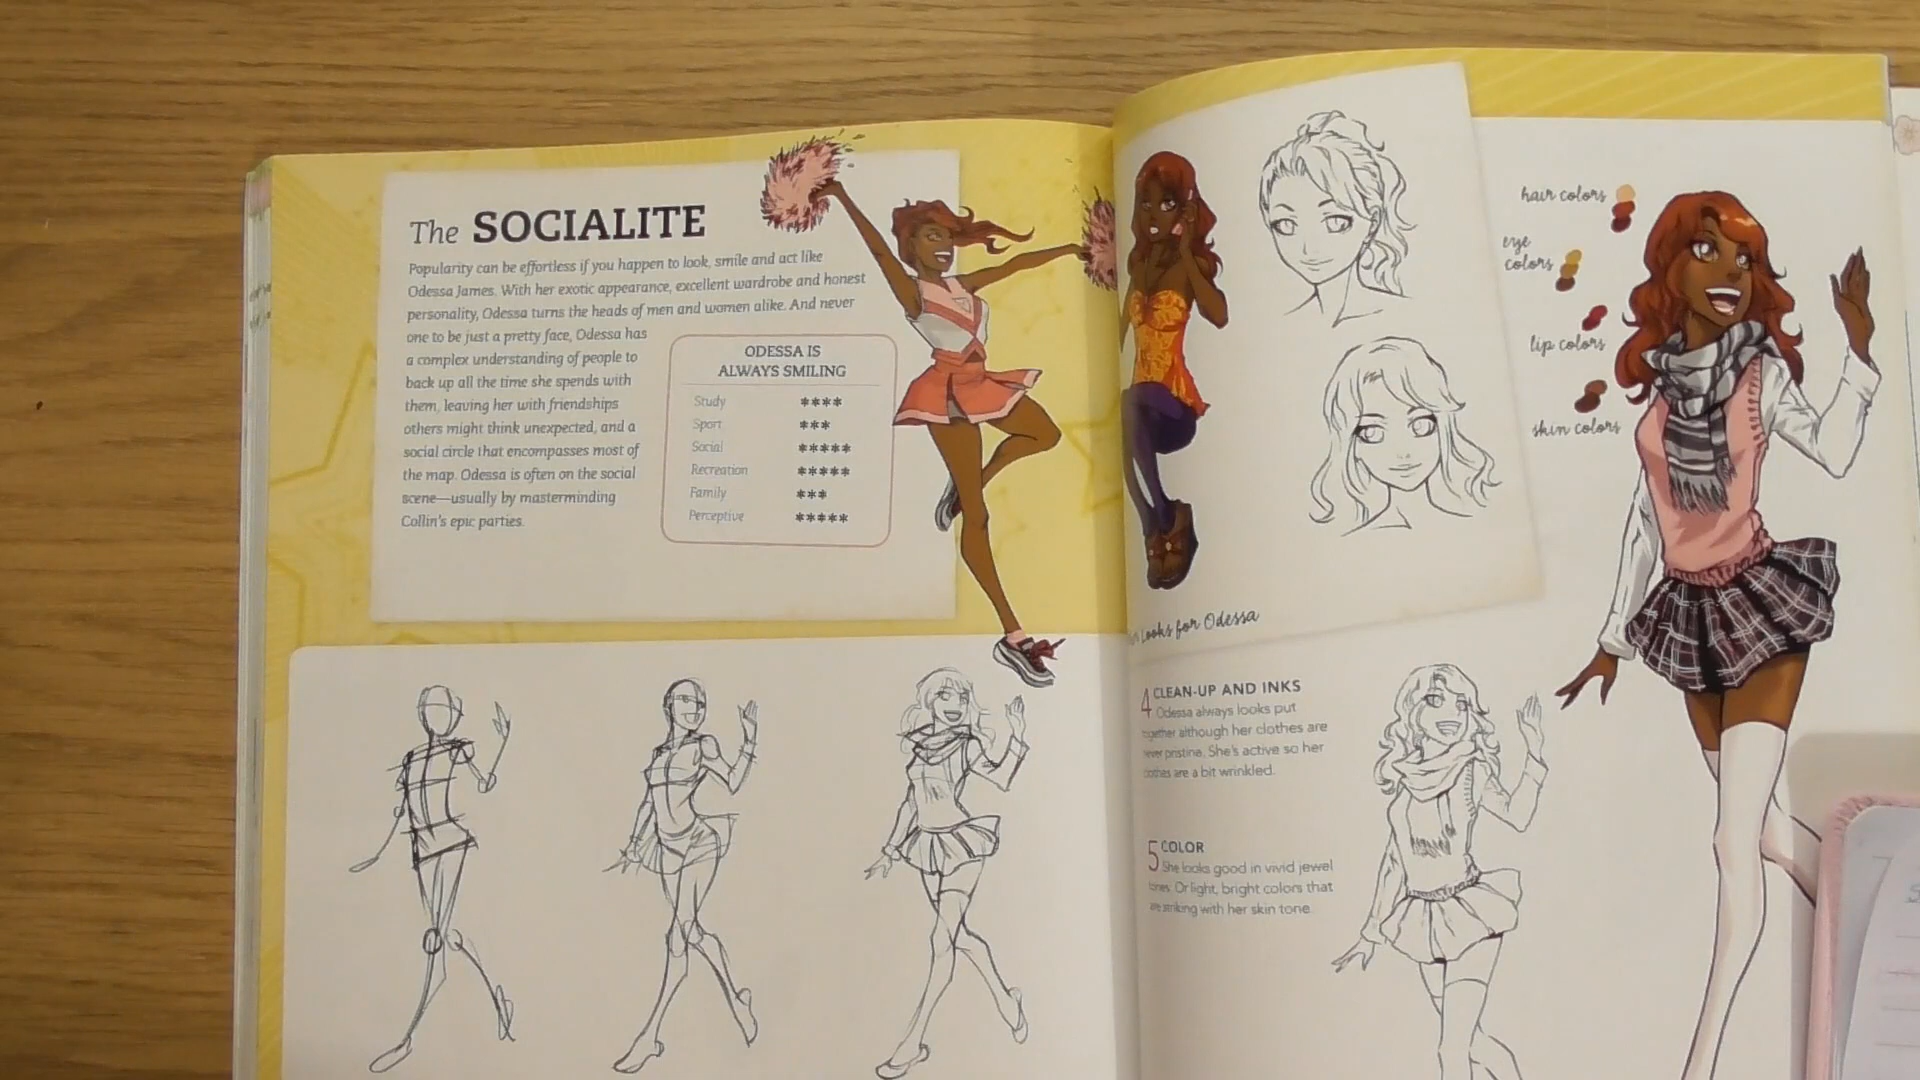 The SOCIALITE
Popularity can be effortless if you happen to look, smile and act like
Odessa James. With her exotic appearance, excellent wardrobe and honest
personality, Odessa turns the heads of men and women alike. And never
one to be just a pretty face, Odessa has
a complex understanding of people to
back up all the time she spends with
them, leaving her with friendships
others might think unexpected, and a
social circle that encompasses most of
the map. Odessa is often on the social
scene—usually by masterminding
Collin's epic parties.
ODESSA IS
ALWAYS SMILING
Study ****
Sport ***
Social *****
Recreation *****
Family ***
Perceptive *****
Looks for Odessa
hair colors
eye
colors
lip colors
skin colors
4 CLEAN-UP AND INKS
Odessa always looks put
together although her clothes are
never pristine. She's active so her
clothes are a bit wrinkled.
5 COLOR
She looks good in vivid jewel
tones. Or light, bright colors that
are striking with her skin tone.